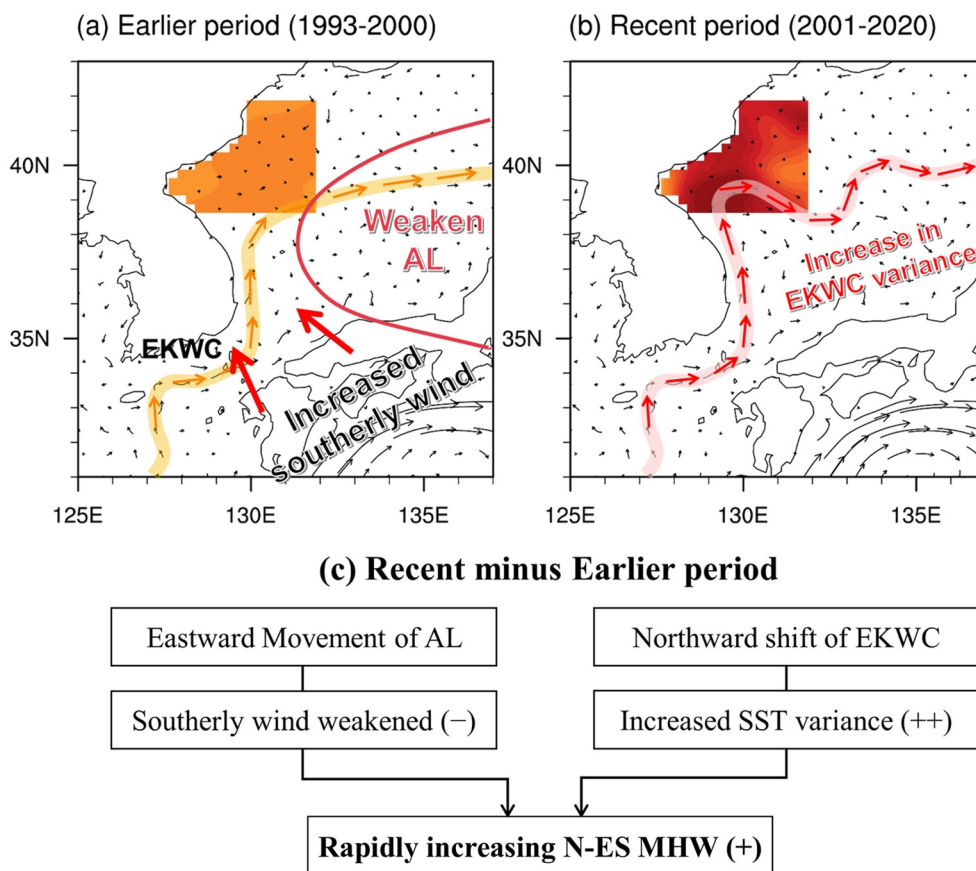 (a) Earlier period (1993-2000)
(b) Recent period (2001-2020)
40N
35N
125E
130E
135E
Weaken
AL
EKWC
Increased
southerly wind
40N
35N
125E
130E
135E
Increase in
EKWC variance
(c) Recent minus Earlier period
Eastward Movement of AL
Northward shift of EKWC
Southerly wind weakened (−)
Increased SST variance (++)
Rapidly increasing N-ES MHW (+)